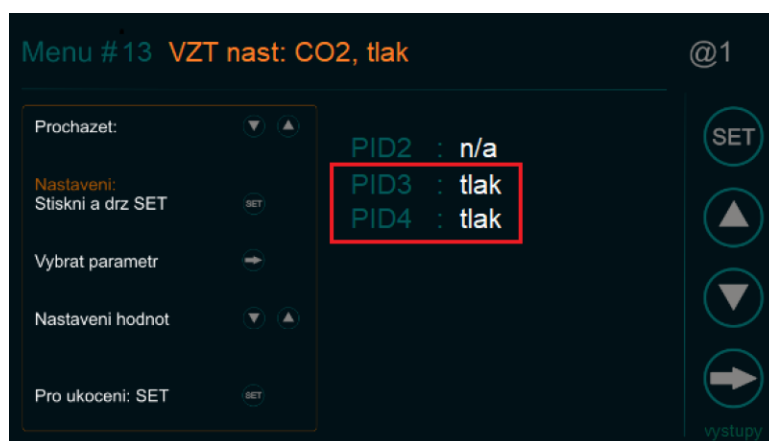 Menu #13 VZT nast: CO2, tlak
@1
Prochazet:
Nastaveni:
Stiskni a drz SET
SET
Vybrat parametr
Nastaveni hodnot
Pro ukoceni: SET
SET
PID2 : n/a
PID3 : tlak
PID4 : tlak
SET
vystupy